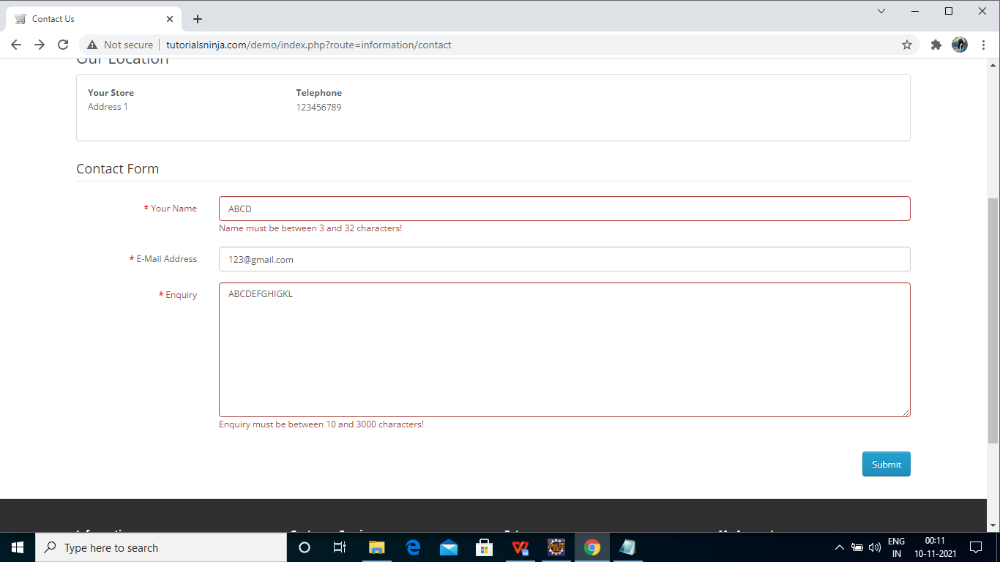 Contact Us
Not secure | tutorialsninja.com/demo/index.php?route=information/contact
Our Location
Your Store
Telephone
Address 1
123456789
Contact Form
* Your Name
ABCD
Name must be between 3 and 32 characters!
* E-Mail Address
123@gmail.com
* Enquiry
ABCDEFGHIGKL
Enquiry must be between 10 and 3000 characters!
Submit
Type here to search
ENG
IN
00:11
10-11-2021